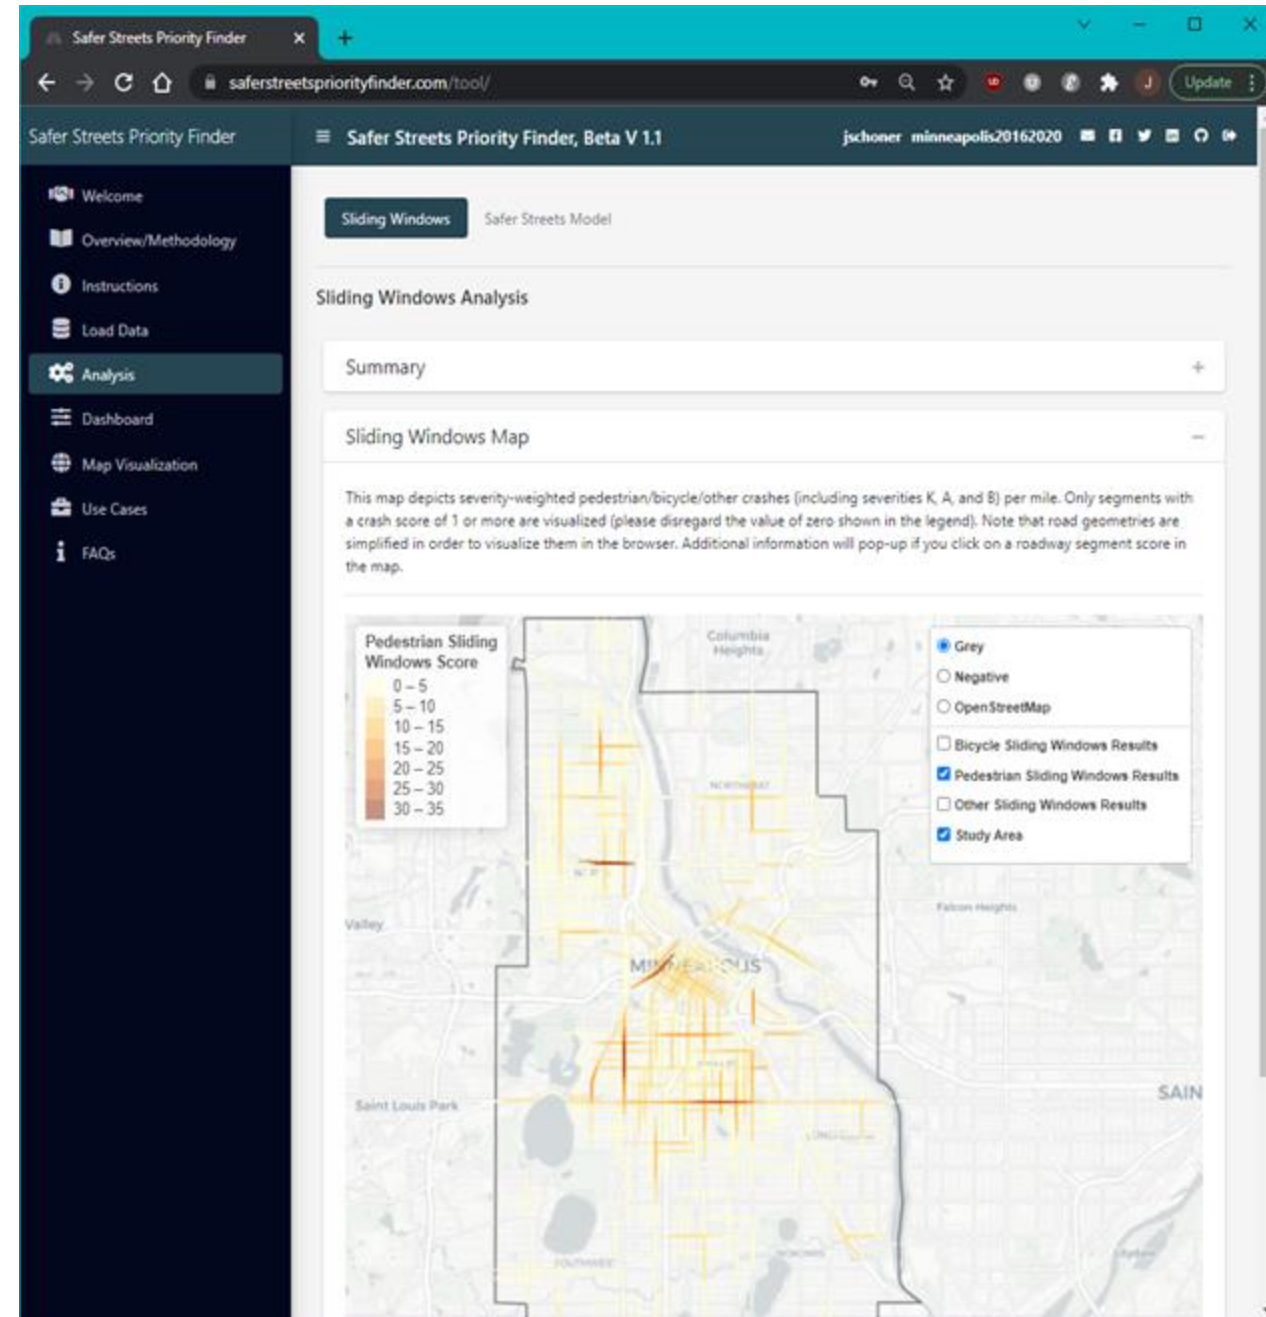 Safer Streets Priority Finder
saferstreetspriorityfinder.com/tool/
Update
Safer Streets Priority Finder
Safer Streets Priority Finder, Beta V 1.1
jschoner minneapolis20162020
Welcome
Overview/Methodology
Instructions
Load Data
Analysis
Dashboard
Map Visualization
Use Cases
FAQs
Sliding Windows
Safer Streets Model
Sliding Windows Analysis
Summary
Sliding Windows Map
This map depicts severity-weighted pedestrian/bicycle/other crashes (including severities K, A, and B) per mile. Only segments with
a crash score of 1 or more are visualized (please disregard the value of zero shown in the legend). Note that road geometries are
simplified in order to visualize them in the browser. Additional information will pop-up if you click on a roadway segment score in
the map.
Pedestrian Sliding
Windows Score
0 – 5
5 – 10
10 – 15
15 – 20
20 – 25
25 – 30
30 – 35
Grey
Negative
OpenStreetMap
Bicycle Sliding Windows Results
Pedestrian Sliding Windows Results
Other Sliding Windows Results
Study Area
Columbia
Heights
NORTHEAST
Falcon Heights
Valley
MINNEAPOLIS
Saint Louis Park
SAIN
SOUTHWEST